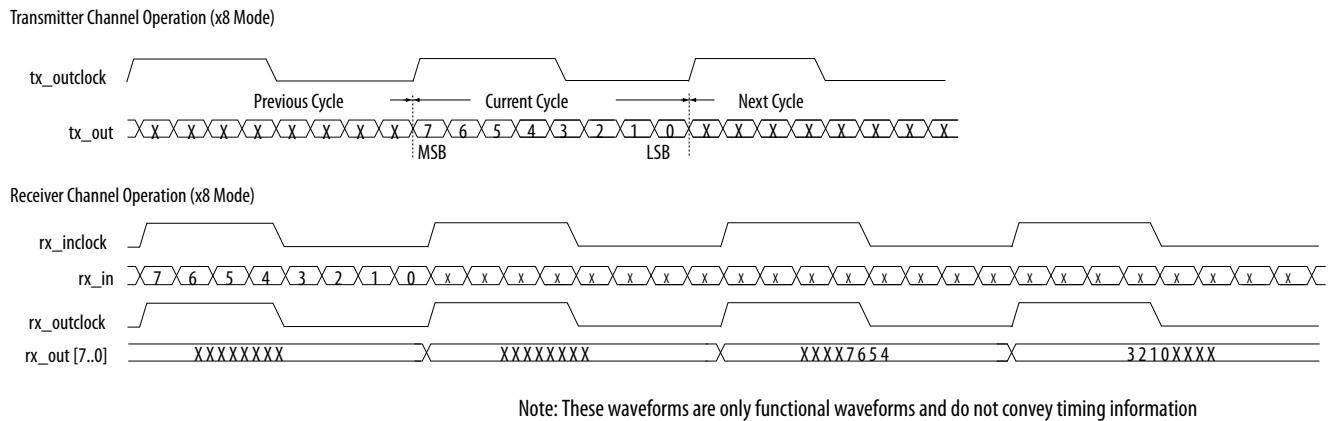 Transmitter Channel Operation (x8 Mode)
tx_outclock
Previous Cycle Current Cycle Next Cycle
tx_out X X X X X X X X 7 6 5 4 3 2 1 0 X X X X X X X X
MSB LSB
Receiver Channel Operation (x8 Mode)
rx_inclock
rx_in 7 6 5 4 3 2 1 0 x x x x x x x x x x x x x x x x x x x x x x x x
rx_outclock
rx_out [7..0] XXXXXXXX XXXXXXXX XXXX7654 3210XXXX
Note: These waveforms are only functional waveforms and do not convey timing information